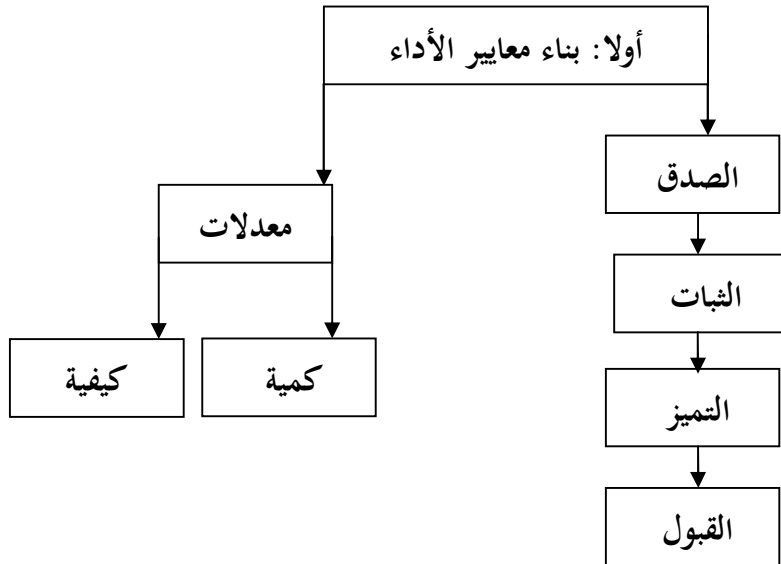 أولا: بناء معايير الأداء
الصدق
معدلات
الثبات
كمية
كيفية
التميز
القبول